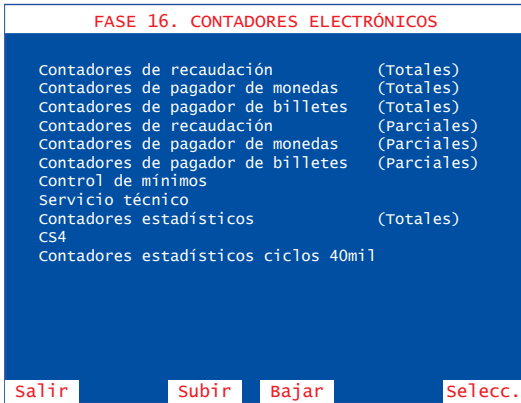 FASE 16. CONTADORES ELECTRÓNICOS
Contadores de recaudación (Totales)
Contadores de pagador de monedas (Totales)
Contadores de pagador de billetes (Totales)
Contadores de recaudación (Parciales)
Contadores de pagador de monedas (Parciales)
Contadores de pagador de billetes (Parciales)
Control de mínimos
Servicio técnico
Contadores estadísticos (Totales)
CS4
Contadores estadísticos ciclos 40mil
Salir Subir Bajar Selecc.